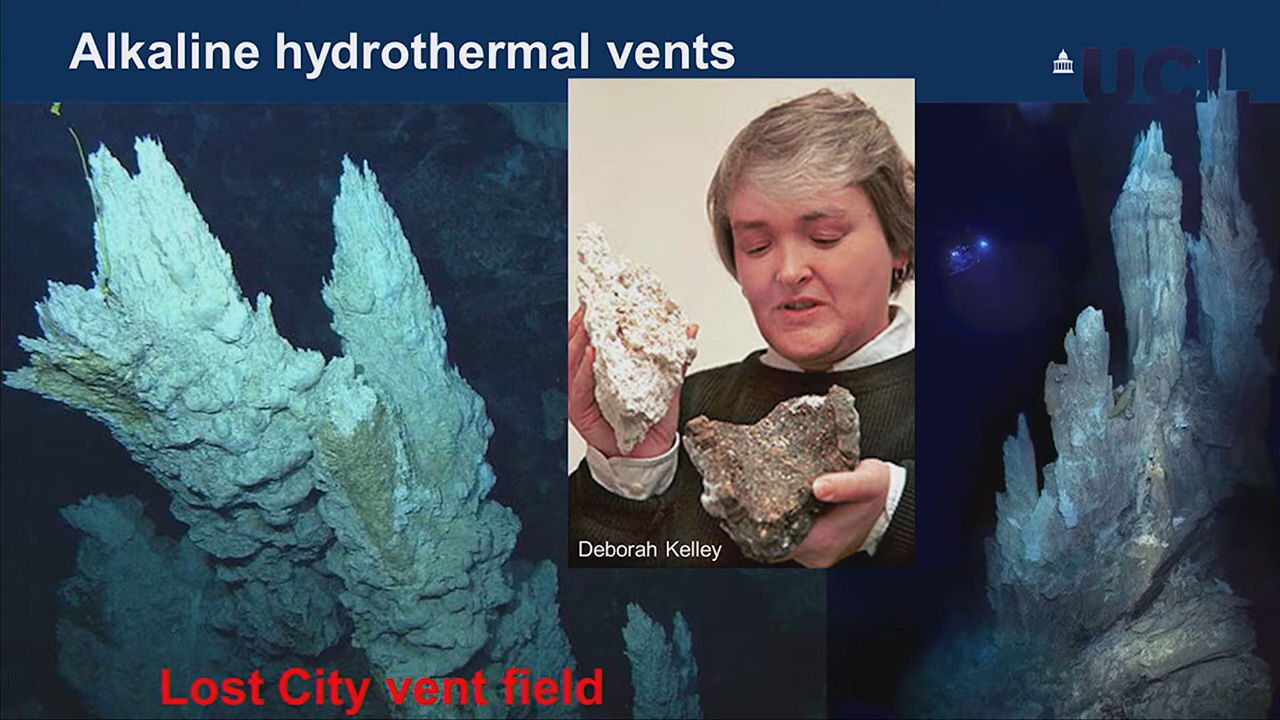 Alkaline hydrothermal vents
UCL
Deborah Kelley
Lost City vent field